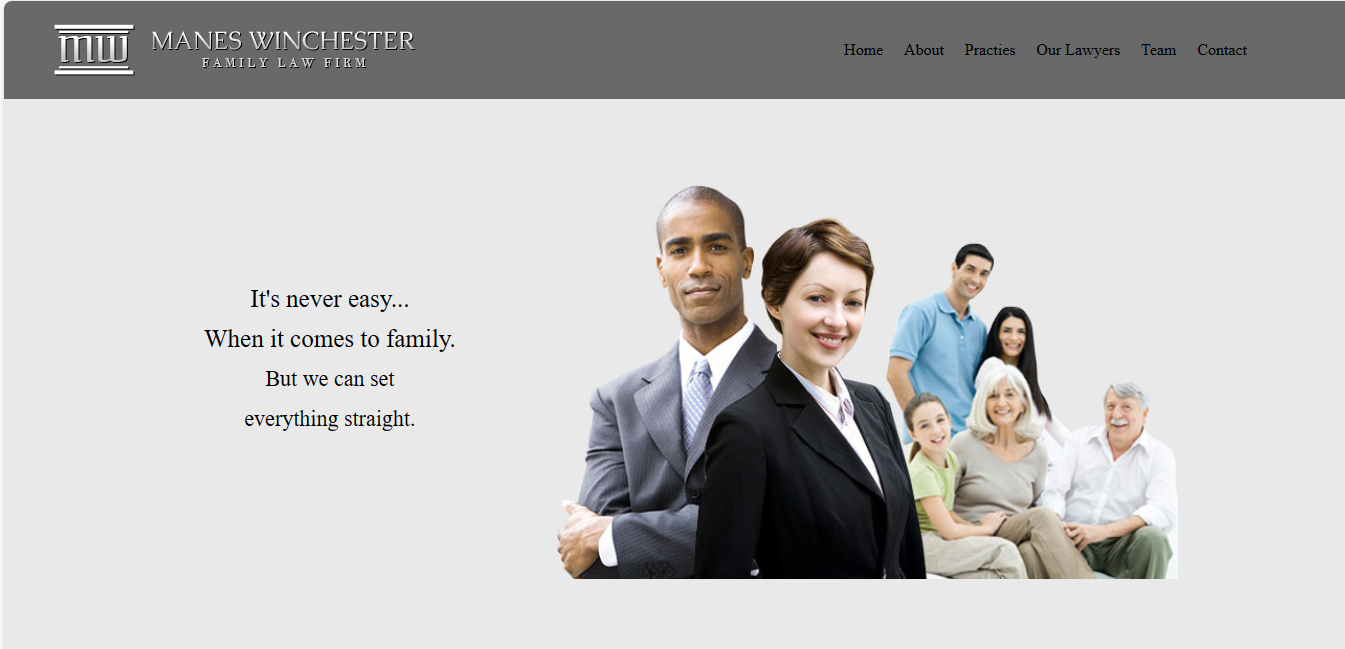 mw
MANES WINCHESTER
FAMILY LAW FIRM
Home About Practies Our Lawyers Team Contact
It's never easy...
When it comes to family.
But we can set
everything straight.